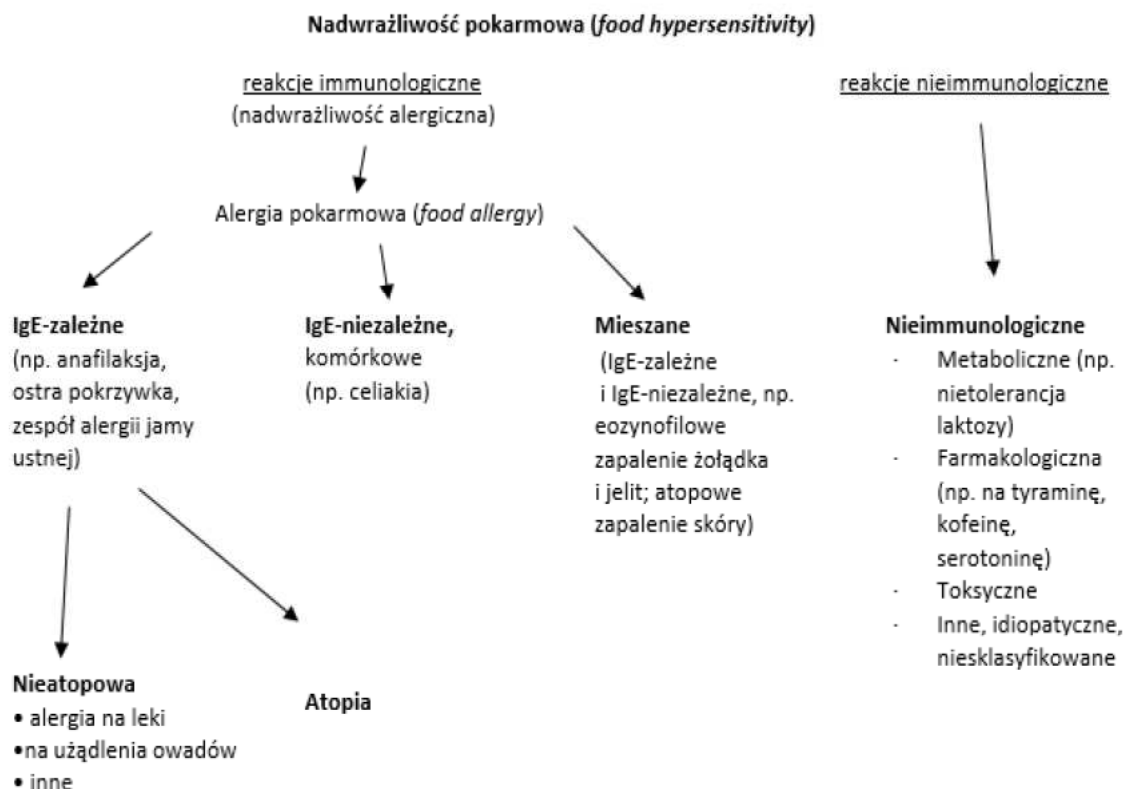 Nadwrażliwość pokarmowa (food hypersensitivity)
reakcje immunologiczne
(nadwrażliwość alergiczna)
reakcje nieimmunologiczne
Alergia pokarmowa (food allergy)
IgE-zależne
(np. anafilaksja,
ostra pokrzywka,
zespół alergii jamy
ustnej)
IgE-niezależne,
komórkowe
(np. celiakia)
Mieszane
(IgE-zależne
i IgE-niezależne, np.
eozynofilowe
zapalenie żołądka
i jelit; atopowe
zapalenie skóry)
Nieimmunologiczne
· Metaboliczne (np.
nietolerancja
laktozy)
· Farmakologiczna
(np. na tyraminę,
kofeinę,
serotoninę)
· Toksyczne
· Inne, idiopatyczne,
niesklasyfikowane
Nieatopowa
• alergia na leki
•na użądlenia owadów
• inne
Atopia